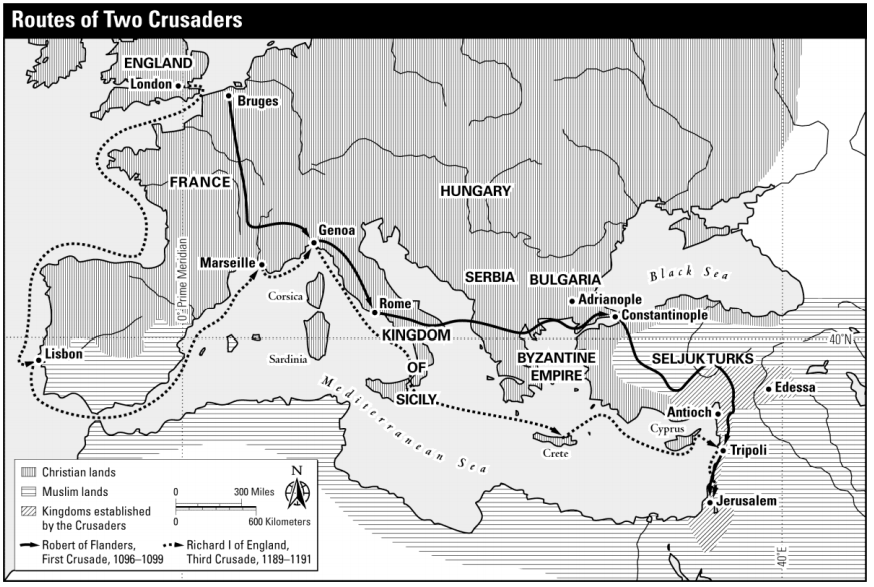 Routes of Two Crusaders
ENGLAND
London
Bruges
FRANCE
HUNGARY
Genoa
0° Prime Meridian
Marseille
SERBIA
BULGARIA
Black Sea
Corsica
Adrianople
Rome
Constantinople
KINGDOM
OF
SICILY
40°N
Lisbon
Sardinia
BYZANTINE
EMPIRE
SELJUK TURKS
Edessa
Mediterranean Sea
Antioch
Cyprus
Crete
Tripoli
Jerusalem
40°E
Christian lands
Muslim lands
Kingdoms established
by the Crusaders
N
0 300 Miles
0 600 Kilometers
Robert of Flanders,
First Crusade, 1096–1099
Richard I of England,
Third Crusade, 1189–1191